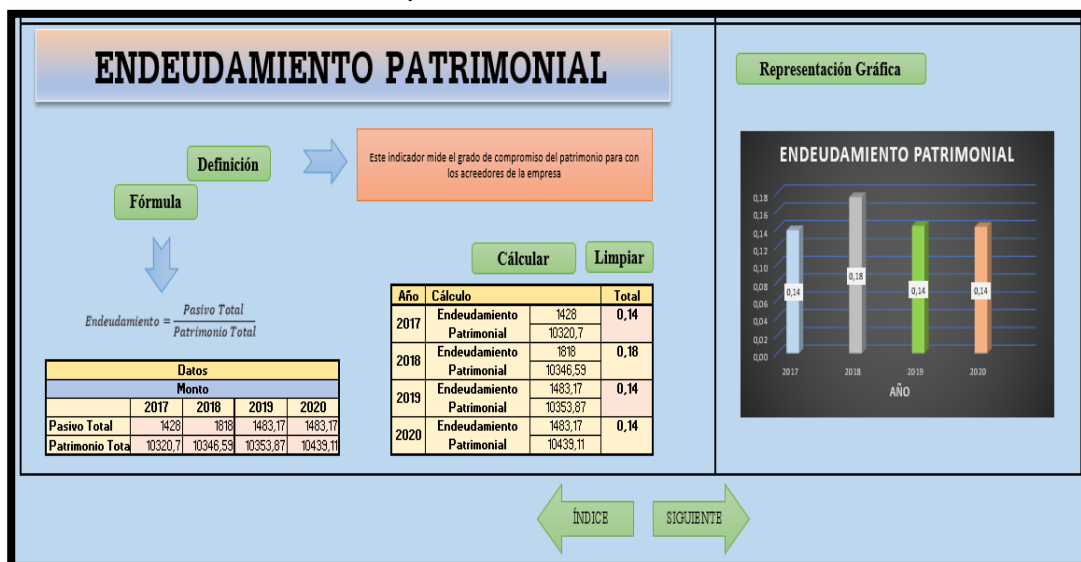 ENDEUDAMIENTO PATRIMONIAL
Definición
Este indicador mide el grado de compromiso del patrimonio para con
los acreedores de la empresa
Fórmula
Endeudamiento = Pasivo Total / Patrimonio Total
Cálcular
Limpiar
Datos
Monto
2017 2018 2019 2020
Pasivo Total 1428 1818 1483,17 1483,17
Patrimonio Tota 10320,7 10346,59 10353,87 10439,11
Año Cálculo Total
2017 Endeudamiento 1428 0,14
Patrimonial 10320,7
2018 Endeudamiento 1818 0,18
Patrimonial 10346,59
2019 Endeudamiento 1483,17 0,14
Patrimonial 10353,87
2020 Endeudamiento 1483,17 0,14
Patrimonial 10439,11
Representación Gráfica
ENDEUDAMIENTO PATRIMONIAL
0,18
0,16
0,14
0,12
0,10
0,08
0,06
0,04
0,02
0,00
0,14 0,18 0,14 0,14
2017 2018 2019 2020
AÑO
ÍNDICE
SIGUIENTE